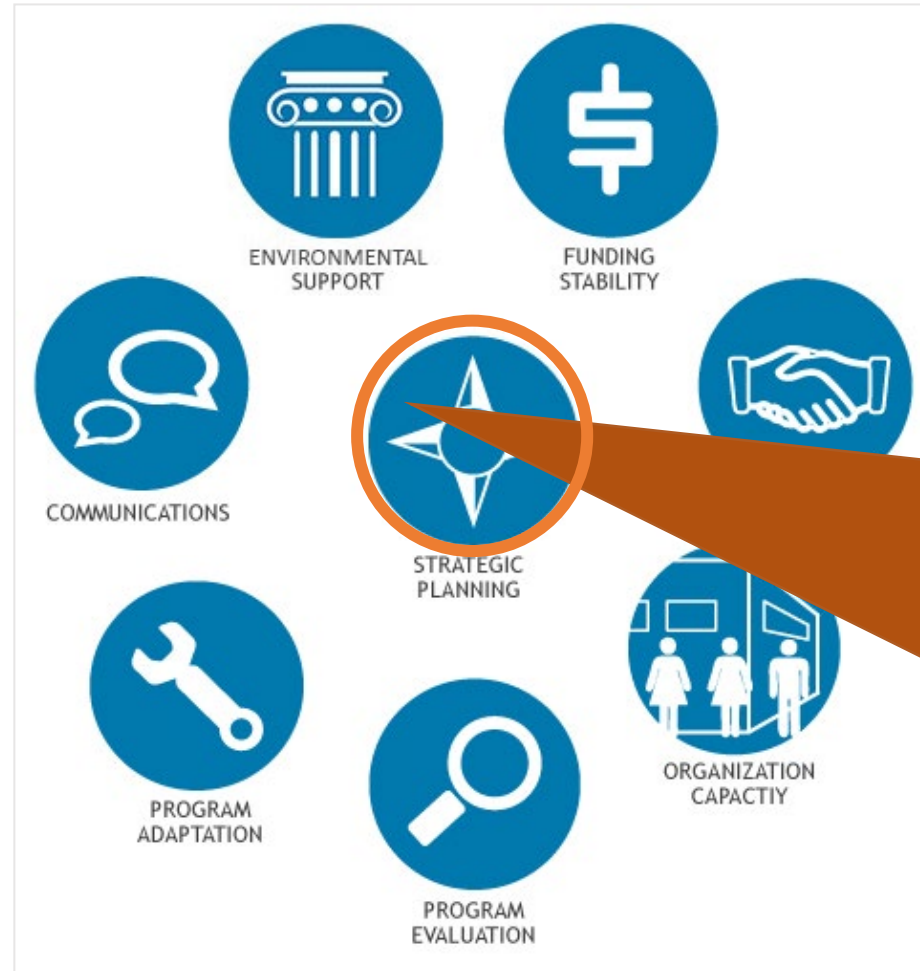 ENVIRONMENTAL
SUPPORT
FUNDING
STABILITY
COMMUNICATIONS
STRATEGIC
PLANNING
ORGANIZATION
CAPACTIY
PROGRAM
ADAPTATION
PROGRAM
EVALUATION